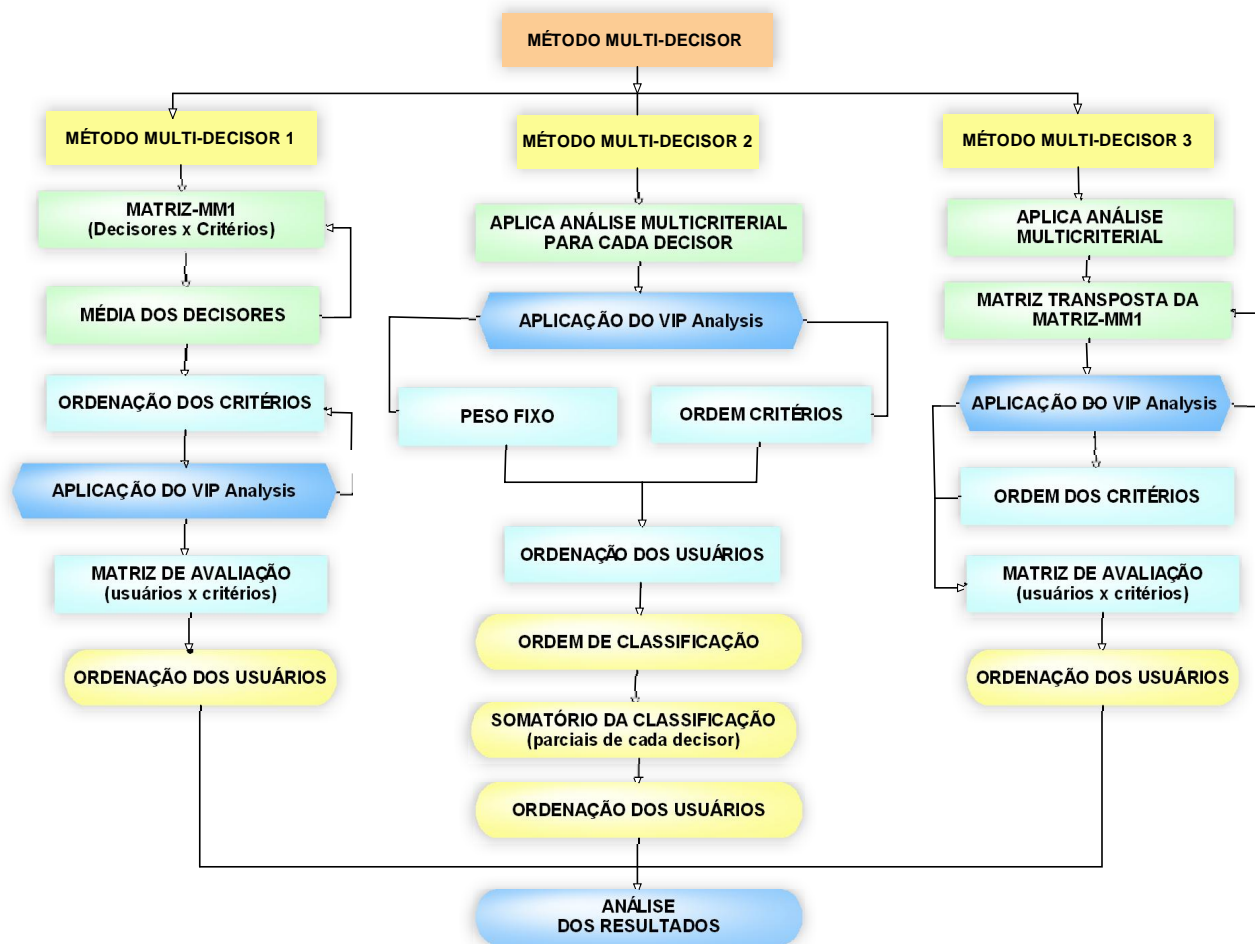 MÉTODO MULTI-DECISOR
MÉTODO MULTI-DECISOR 1
MATRIZ-MM1
(Decisores x Critérios)
MÉDIA DOS DECISORES
ORDENAÇÃO DOS CRITÉRIOS
APLICAÇÃO DO VIP Analysis
MATRIZ DE AVALIAÇÃO
(usuários x critérios)
ORDENAÇÃO DOS USUÁRIOS
MÉTODO MULTI-DECISOR 2
APLICA ANÁLISE MULTICRITERIAL
PARA CADA DECISOR
APLICAÇÃO DO VIP Analysis
PESO FIXO
ORDEM CRITÉRIOS
ORDENAÇÃO DOS USUÁRIOS
ORDEM DE CLASSIFICAÇÃO
SOMATÓRIO DA CLASSIFICAÇÃO
(parciais de cada decisor)
ORDENAÇÃO DOS USUÁRIOS
MÉTODO MULTI-DECISOR 3
APLICA ANÁLISE
MULTICRITERIAL
MATRIZ TRANSPOSTA DA
MATRIZ-MM1
APLICAÇÃO DO VIP Analysis
ORDEM DOS CRITÉRIOS
MATRIZ DE AVALIAÇÃO
(usuários x critérios)
ORDENAÇÃO DOS USUÁRIOS
ANÁLISE
DOS RESULTADOS